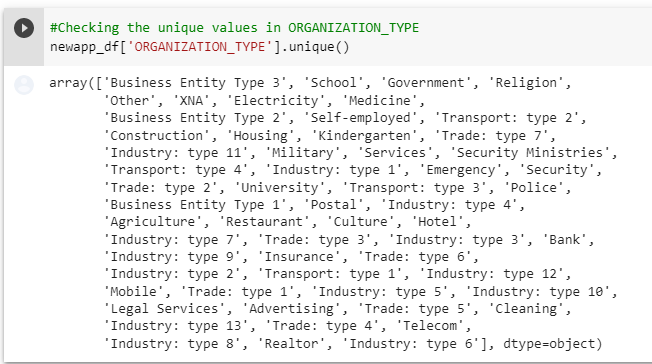 #Checking the unique values in ORGANIZATION_TYPE
newapp_df['ORGANIZATION_TYPE'].unique()
array(['Business Entity Type 3', 'School', 'Government', 'Religion',
'Other', 'XNA', 'Electricity', 'Medicine',
'Business Entity Type 2', 'Self-employed', 'Transport: type 2',
'Construction', 'Housing', 'Kindergarten', 'Trade: type 7',
'Industry: type 11', 'Military', 'Services', 'Security Ministries',
'Transport: type 4', 'Industry: type 1', 'Emergency', 'Security',
'Trade: type 2', 'University', 'Transport: type 3', 'Police',
'Business Entity Type 1', 'Postal', 'Industry: type 4',
'Agriculture', 'Restaurant', 'Culture', 'Hotel',
'Industry: type 7', 'Trade: type 3', 'Industry: type 3', 'Bank',
'Industry: type 9', 'Insurance', 'Trade: type 6',
'Industry: type 2', 'Transport: type 1', 'Industry: type 12',
'Mobile', 'Trade: type 1', 'Industry: type 5', 'Industry: type 10',
'Legal Services', 'Advertising', 'Trade: type 5', 'Cleaning',
'Industry: type 13', 'Trade: type 4', 'Telecom',
'Industry: type 8', 'Realtor', 'Industry: type 6'], dtype=object)